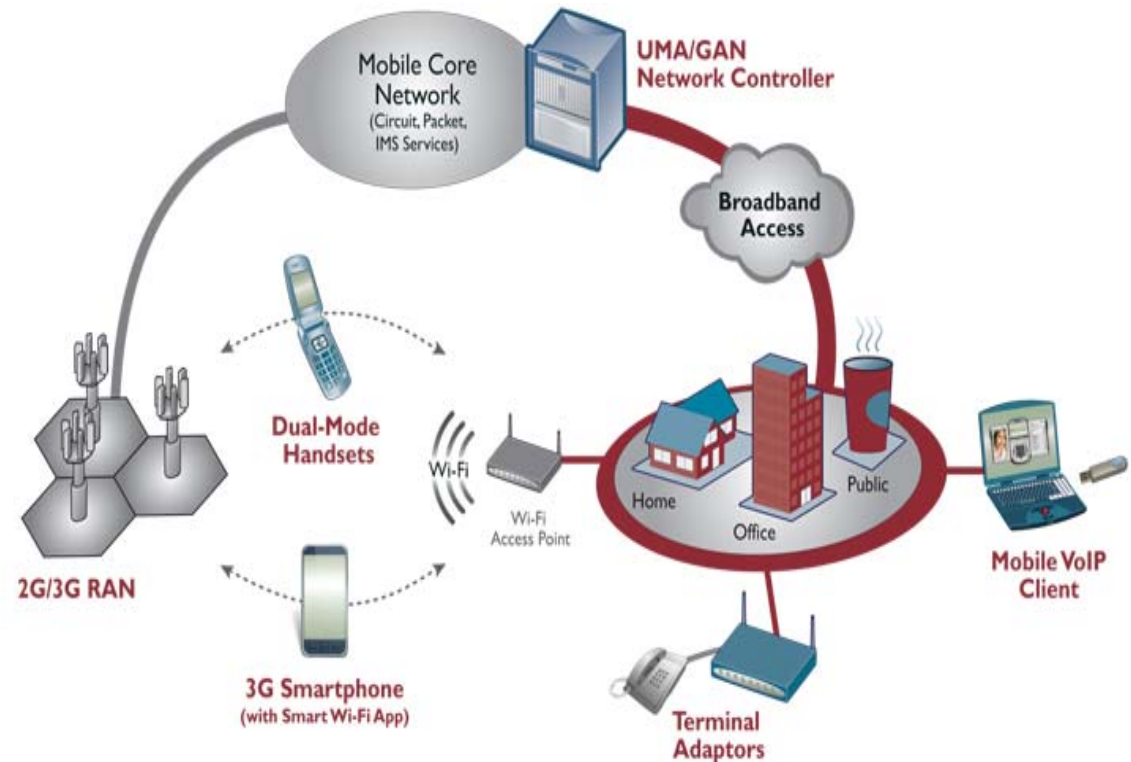 Mobile Core
Network
(Circuit, Packet,
IMS Services)
UMA/GAN
Network Controller
Broadband
Access
Dual-Mode
Handsets
Wi-Fi
Wi-Fi
Access Point
Home
Office
Public
2G/3G RAN
3G Smartphone
(with Smart Wi-Fi App)
Mobile VoIP
Client
Terminal
Adaptors